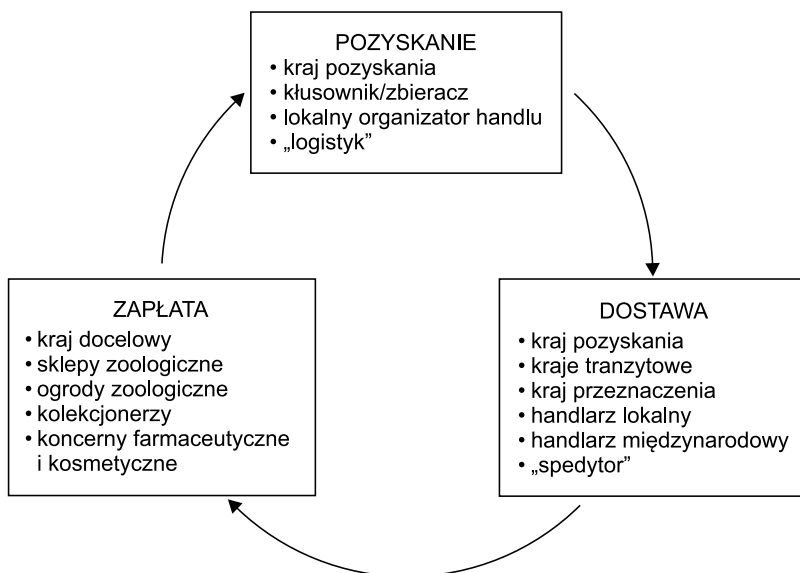 POZYSKANIE
• kraj pozyskania
• kłusownik/zbieracz
• lokalny organizator handlu
• „logistyk”
ZAPŁATA
• kraj docelowy
• sklepy zoologiczne
• ogrody zoologiczne
• kolekcjonerzy
• koncerny farmaceutyczne
i kosmetyczne
DOSTAWA
• kraj pozyskania
• kraje tranzytowe
• kraj przeznaczenia
• handlarz lokalny
• handlarz międzynarodowy
• „spedytor”